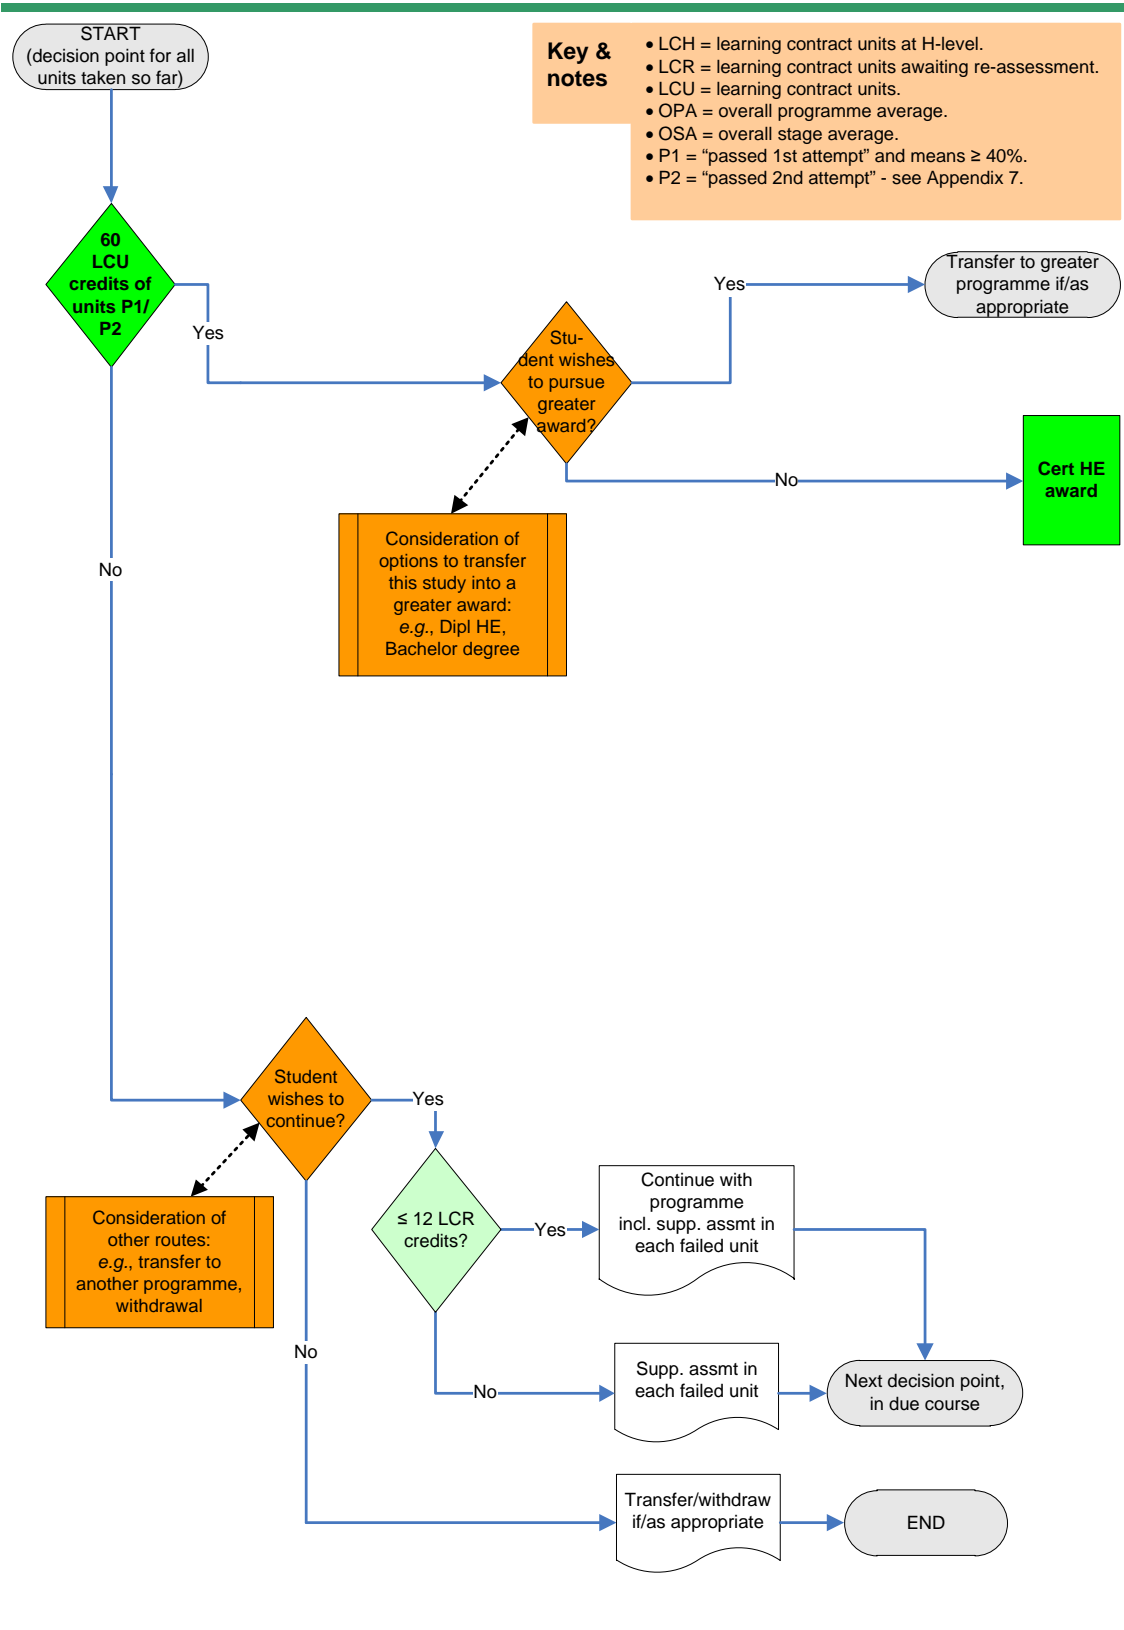 START
(decision point for all
units taken so far)
Key &
notes
• LCH = learning contract units at H-level.
• LCR = learning contract units awaiting re-assessment.
• LCU = learning contract units.
• OPA = overall programme average.
• OSA = overall stage average.
• P1 = “passed 1st attempt” and means ≥ 40%.
• P2 = “passed 2nd attempt” - see Appendix 7.
60
LCU
credits of
units P1/
P2
Yes
Stu-
dent wishes
to pursue
greater
award?
Yes
Transfer to greater
programme if/as
appropriate
No
Cert HE
award
Consideration of
options to transfer
this study into a
greater award:
e.g., Dipl HE,
Bachelor degree
No
Student
wishes to
continue?
Yes
Consideration of
other routes:
e.g., transfer to
another programme,
withdrawal
≤ 12 LCR
credits?
Yes
Continue with
programme
incl. supp. assmt in
each failed unit
No
Supp. assmt in
each failed unit
Next decision point,
in due course
No
Transfer/withdraw
if/as appropriate
END